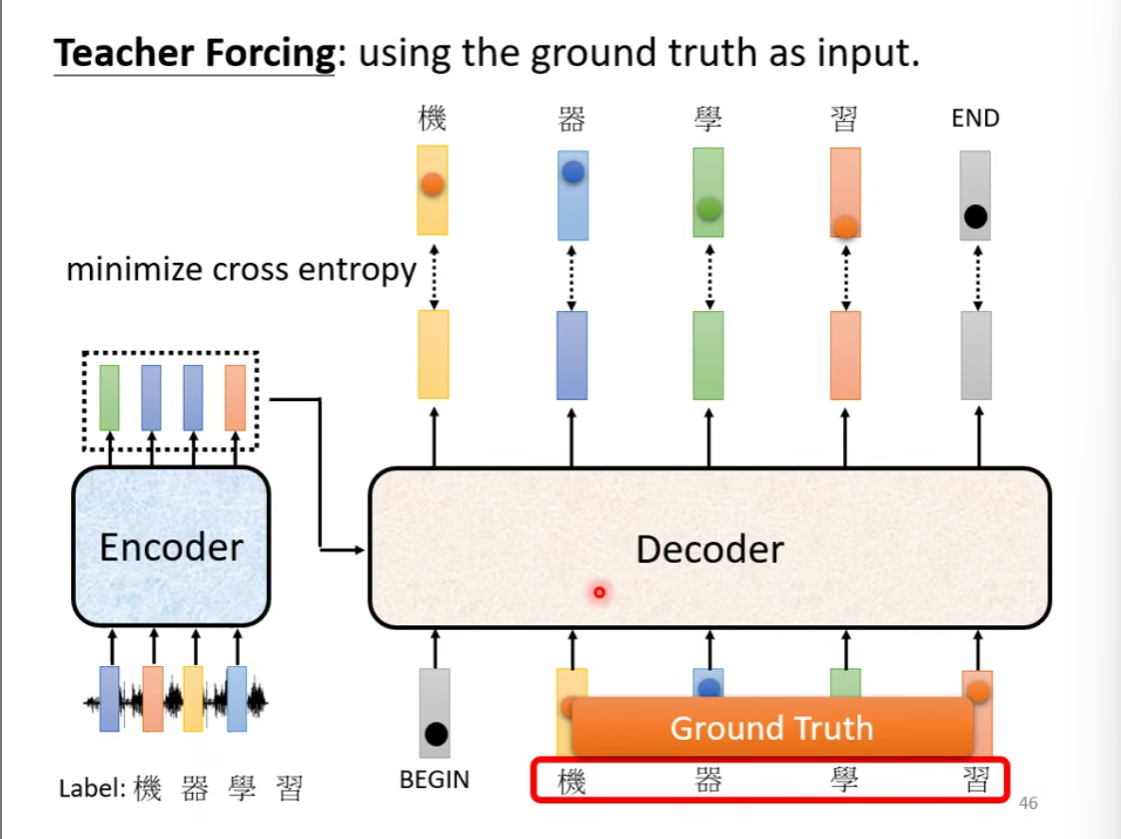 Teacher Forcing: using the ground truth as input.
機 器 學 習 END
minimize cross entropy
Encoder
Decoder
Ground Truth
BEGIN 機 器 學 習
Label: 機 器 學 習
46